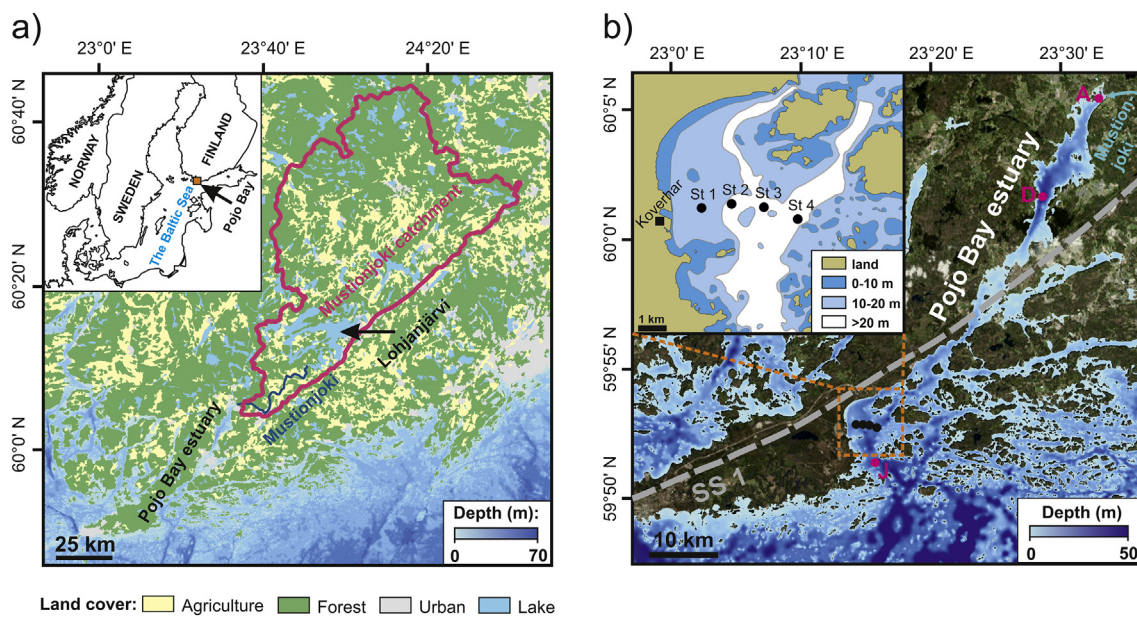 a)
23°0' E
23°40' E
24°20' E
60°40' N
60°20' N
60°0' N
NORWAY
SWEDEN
FINLAND
The Baltic Sea
Pojo Bay
Mustionjoki catchment
Lohjanjärvi
Mustionjoki
Pojo Bay estuary
25 km
Depth (m):
0 70
Land cover: Agriculture Forest Urban Lake
b)
23°0' E
23°10' E
23°20' E
23°30' E
60°5' N
60°0' N
59°55' N
59°50' N
Koverhar
St 1
St 2
St 3
St 4
1 km
land
0-10 m
10-20 m
>20 m
Pojo Bay estuary
A
Mustion-
joki
D
J
SS 1
10 km
Depth (m)
0 50